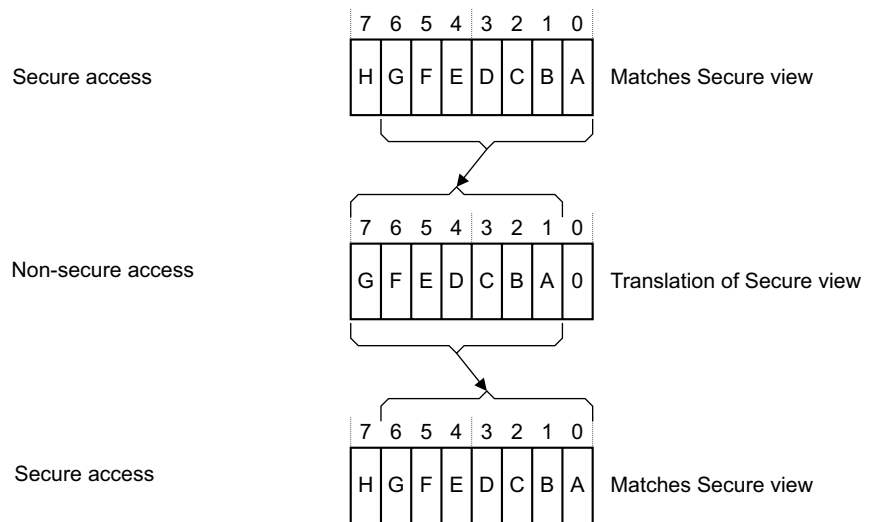 7 6 5 4 3 2 1 0
Secure access H G F E D C B A Matches Secure view
7 6 5 4 3 2 1 0
Non-secure access G F E D C B A 0 Translation of Secure view
7 6 5 4 3 2 1 0
Secure access H G F E D C B A Matches Secure view